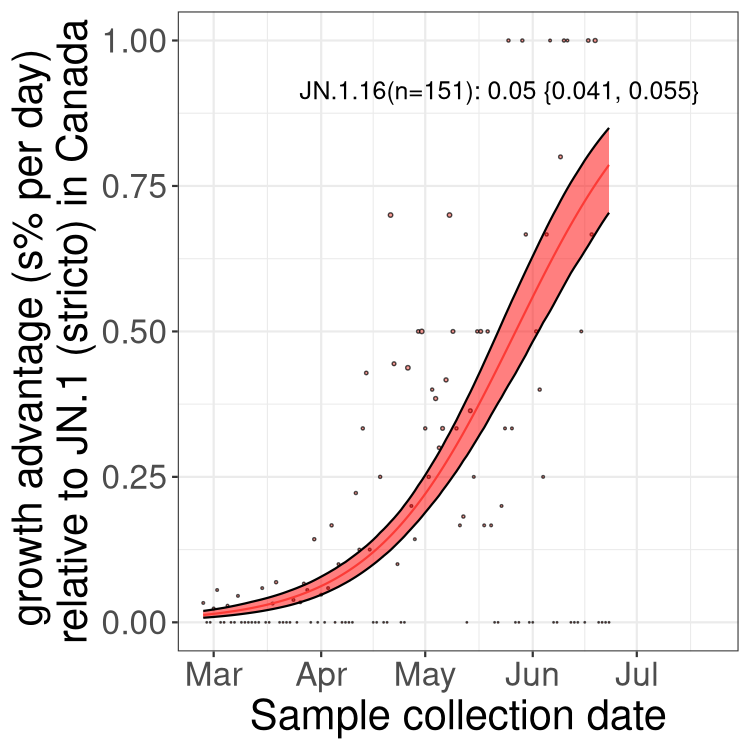 growth advantage (s% per day)
relative to JN.1 (stricto) in Canada
1.00
0.75
0.50
0.25
0.00
JN.1.16(n=151): 0.05 {0.041, 0.055}
Mar Apr May Jun Jul
Sample collection date